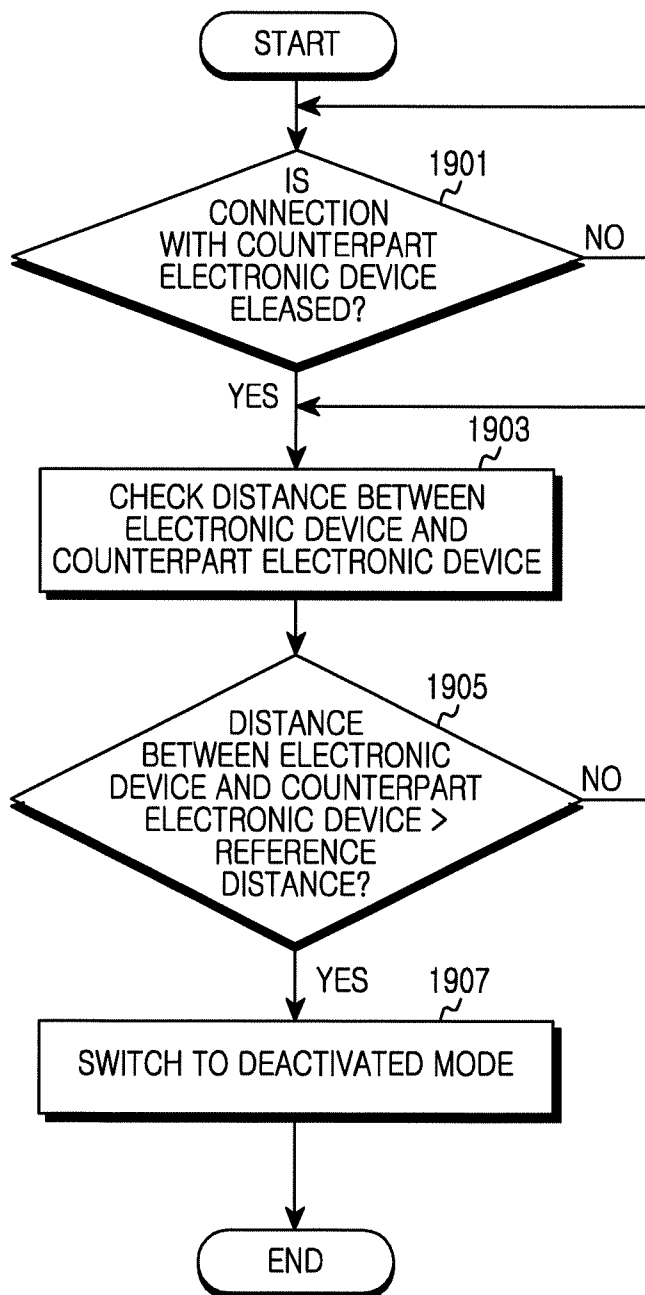 START
1901
IS
CONNECTION
WITH COUNTERPART
ELECTRONIC DEVICE
ELEASED?
NO
YES
1903
CHECK DISTANCE BETWEEN
ELECTRONIC DEVICE AND
COUNTERPART ELECTRONIC DEVICE
1905
DISTANCE
BETWEEN ELECTRONIC
DEVICE AND COUNTERPART
ELECTRONIC DEVICE >
REFERENCE
DISTANCE?
NO
YES
1907
SWITCH TO DEACTIVATED MODE
END